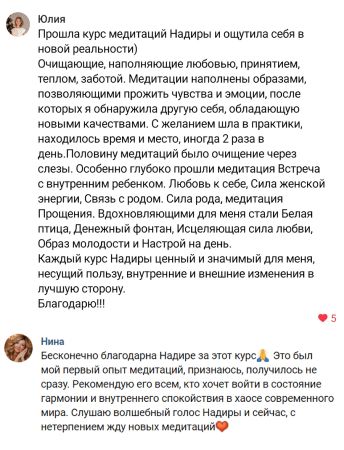 Юлия
Прошла курс медитаций Надиры и ощутила себя в
новой реальности)
Очищающие, наполняющие любовью, принятием,
теплом, заботой. Медитации наполнены образами,
позволяющими прожить чувства и эмоции, после
которых я обнаружила другую себя, обладающую
новыми качествами. С желанием шла в практики,
находилось время и место, иногда 2 раза в
день.Половину медитаций было очищение через
слезы. Особенно глубоко прошли медитация Встреча
с внутренним ребенком. Любовь к себе, Сила женской
энергии, Связь с родом. Сила рода, медитация
Прощения. Вдохновляющими для меня стали Белая
птица, Денежный фонтан, Исцеляющая сила любви,
Образ молодости и Настрой на день.
Каждый курс Надиры ценный и значимый для меня,
несущий пользу, внутренние и внешние изменения в
лучшую сторону.
Благодарю!!!
❤ 5
Нина
Бесконечно благодарна Надире за этот курс🙏 Это был
мой первый опыт медитаций, признаюсь, получилось не
сразу. Рекомендую его всем, кто хочет войти в состояние
гармонии и внутреннего спокойствия в хаосе современного
мира. Слушаю волшебный голос Надиры и сейчас, с
нетерпением жду новых медитаций❤️